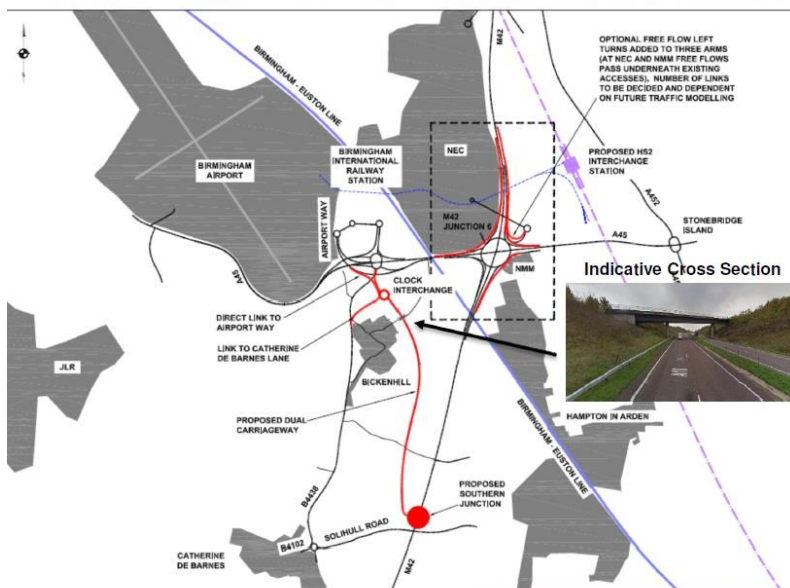 M42
OPTIONAL FREE FLOW LEFT
TURNS ADDED TO THREE ARMS
(AT NEC AND NMM FREE FLOWS
PASS UNDERNEATH EXISTING
ACCESSES), NUMBER OF LINKS
TO BE DECIDED AND DEPENDENT
ON FUTURE TRAFFIC MODELLING
BIRMINGHAM - EUSTON LINE
NEC
BIRMINGHAM
AIRPORT
BIRMINGHAM
INTERNATIONAL
RAILWAY
STATION
PROPOSED HS2
INTERCHANGE
STATION
A452
AIRPORT WAY
M42
JUNCTION 6
A45
STONEBRIDGE
ISLAND
A45
NMM
CLOCK
INTERCHANGE
Indicative Cross Section
DIRECT LINK TO
AIRPORT WAY
LINK TO CATHERINE
DE BARNES LANE
JLR
BICKENHILL
PROPOSED DUAL
CARRIAGEWAY
BIRMINGHAM - EUSTON LINE
HAMPTON IN ARDEN
B4438
PROPOSED
SOUTHERN
JUNCTION
SOLIHULL ROAD
B4102
CATHERINE
DE BARNES
M42